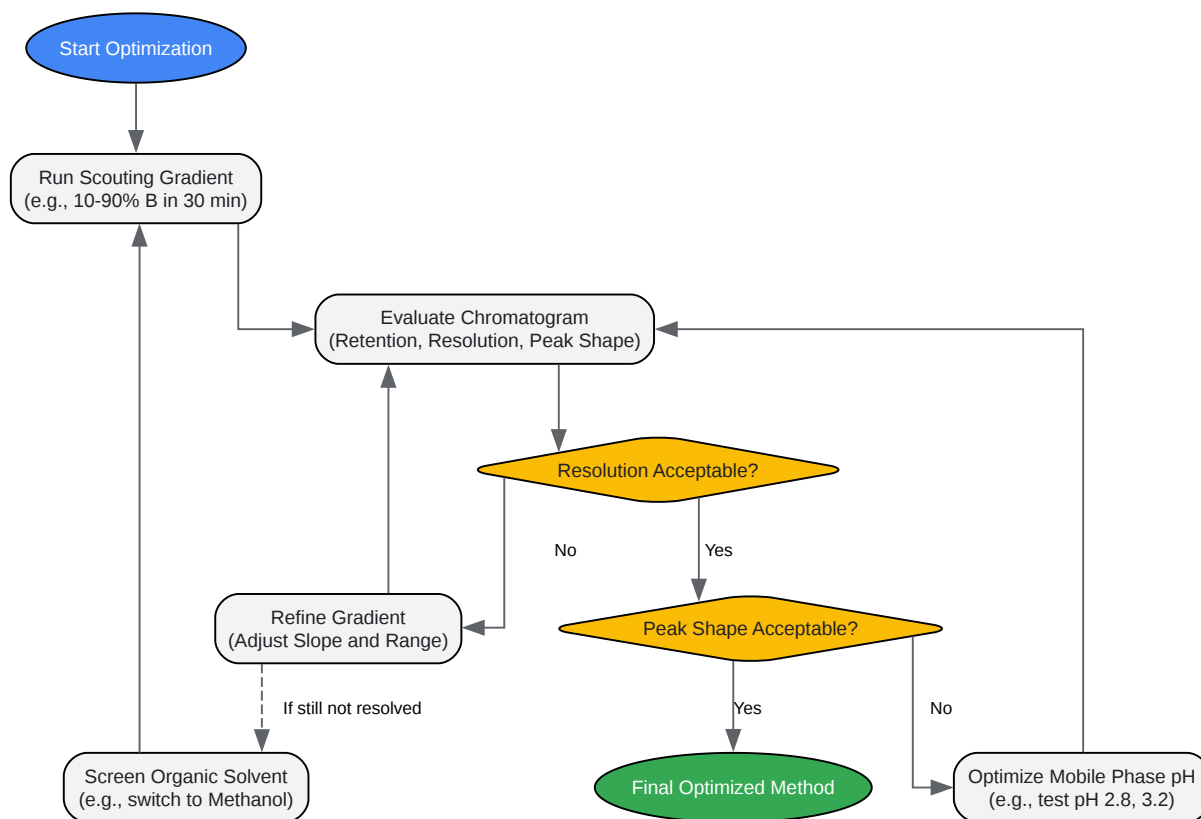 Start Optimization
Run Scouting Gradient
(e.g., 10-90% B in 30 min)
Evaluate Chromatogram
(Retention, Resolution, Peak Shape)
Resolution Acceptable?
No
Yes
Refine Gradient
(Adjust Slope and Range)
Peak Shape Acceptable?
If still not resolved
Yes
No
Screen Organic Solvent
(e.g., switch to Methanol)
Final Optimized Method
Optimize Mobile Phase pH
(e.g., test pH 2.8, 3.2)